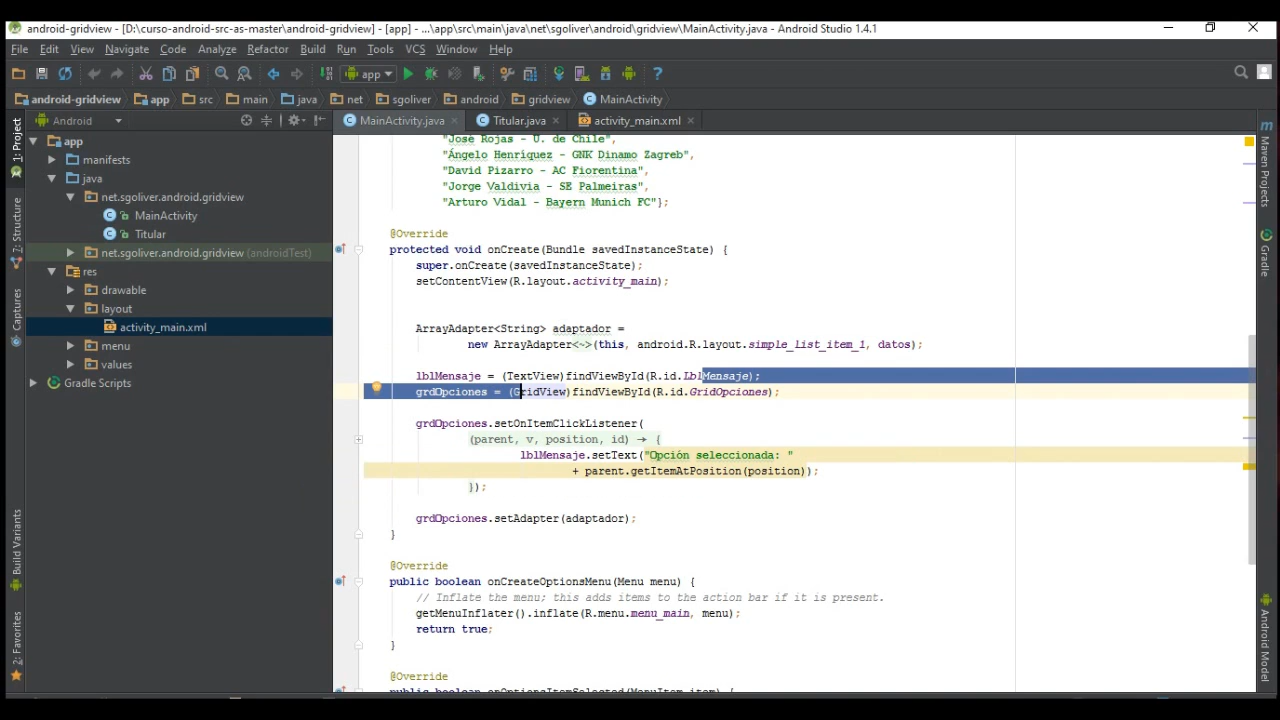 android-gridview - [D:\curso-android-src-as-master\android-gridview] - [app] - ...\app\src\main\java\net\sgoliver\android\gridview\MainActivity.java - Android Studio 1.4.1
File Edit View Navigate Code Analyze Refactor Build Run Tools VCS Window Help
app
android-gridview app src main java net sgoliver android gridview MainActivity
Android
MainActivity.java Titular.java activity_main.xml
1: Project
7: Structure
Captures
Build Variants
2: Favorites
app
manifests
java
net.sgoliver.android.gridview
MainActivity
Titular
net.sgoliver.android.gridview (androidTest)
res
drawable
layout
activity_main.xml
menu
values
Gradle Scripts
"José Rojas - U. de Chile",
"Ángelo Henríquez - GNK Dinamo Zagreb",
"David Pizarro - AC Fiorentina",
"Jorge Valdivia - SE Palmeiras",
"Arturo Vidal - Bayern Munich FC"};
@Override
protected void onCreate(Bundle savedInstanceState) {
super.onCreate(savedInstanceState);
setContentView(R.layout.activity_main);
ArrayAdapter<String> adaptador =
new ArrayAdapter<~>(this, android.R.layout.simple_list_item_1, datos);
lblMensaje = (TextView)findViewById(R.id.LblMensaje);
grdOpciones = (GridView)findViewById(R.id.GridOpciones);
grdOpciones.setOnItemClickListener(
(parent, v, position, id) → {
lblMensaje.setText("Opción seleccionada: "
+ parent.getItemAtPosition(position));
});
grdOpciones.setAdapter(adaptador);
}
@Override
public boolean onCreateOptionsMenu(Menu menu) {
// Inflate the menu; this adds items to the action bar if it is present.
getMenuInflater().inflate(R.menu.menu_main, menu);
return true;
}
@Override
public boolean onOptionsItemSelected(MenuItem item) {
Maven Projects
Gradle
Android Model